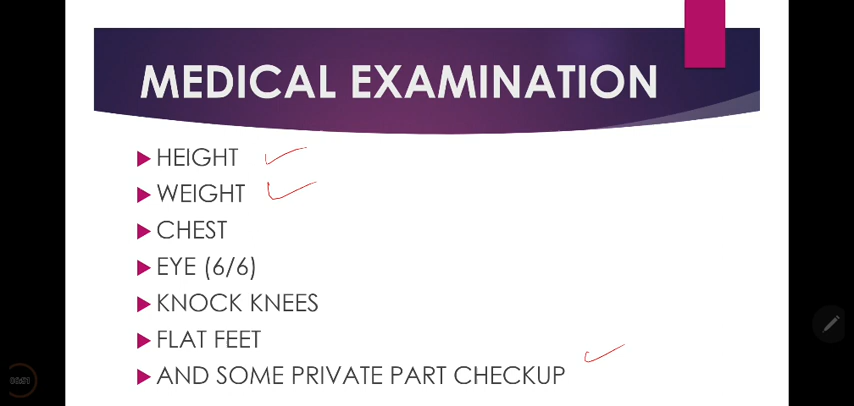 MEDICAL EXAMINATION
HEIGHT
WEIGHT
CHEST
EYE (6/6)
KNOCK KNEES
FLAT FEET
AND SOME PRIVATE PART CHECKUP